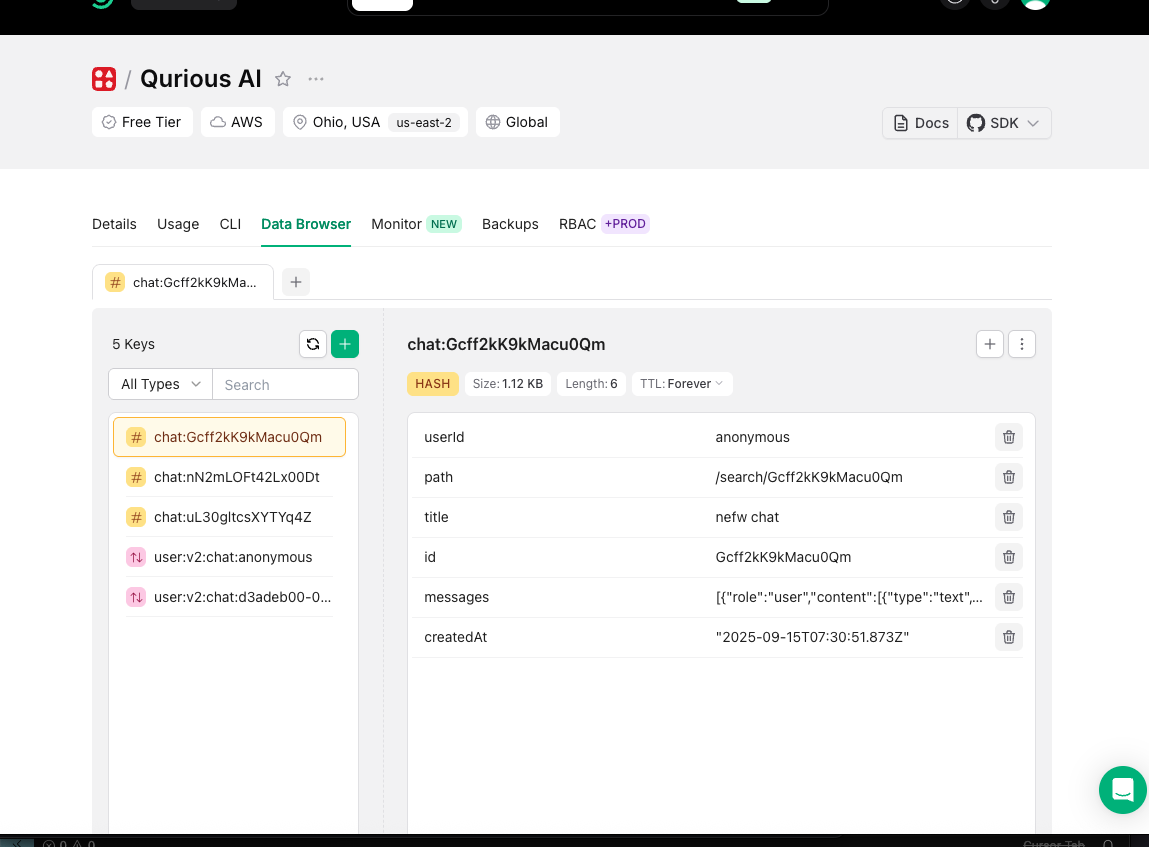 / Qurious AI
Free Tier AWS Ohio, USA us-east-2 Global Docs SDK
Details Usage CLI Data Browser Monitor NEW Backups RBAC +PROD
# chat:Gcff2kK9kMa...
5 Keys
chat:Gcff2kK9kMacu0Qm
HASH Size: 1.12 KB Length: 6 TTL: Forever
All Types Search
# chat:Gcff2kK9kMacu0Qm
# chat:nN2mLOFt42Lx00Dt
# chat:uL30gltcsXYTYq4Z
user:v2:chat:anonymous
user:v2:chat:d3adeb00-0...
userId anonymous
path /search/Gcff2kK9kMacu0Qm
title nefw chat
id Gcff2kK9kMacu0Qm
messages [{"role":"user","content":[{"type":"text",...
createdAt "2025-09-15T07:30:51.873Z"
0 0 Cursor Tab